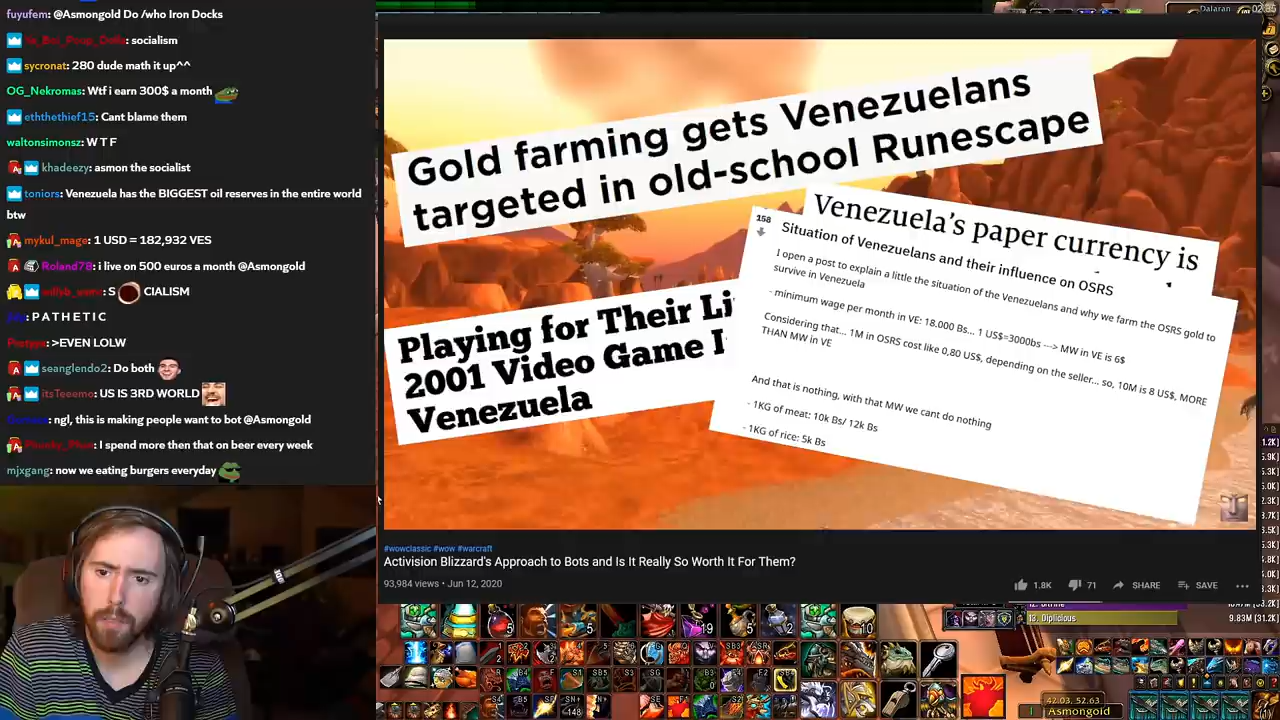 fuyufem: @Asmongold Do /who Iron Docks
socialism
sycronat: 280 dude math it up^^
OG_Nekromas: Wtf i earn 300$ a month
eththethief15: Cant blame them
waltonsimonsz: W T F
khadeezy: asmon the socialist
toniors: Venezuela has the BIGGEST oil reserves in the entire world
btw
mykul_mage: 1 USD = 182,932 VES
Roland78: i live on 500 euros a month @Asmongold
S CIALISM
P A T H E T I C
>EVEN LOLW
seanglendo2: Do both
itsTeeemo: US IS 3RD WORLD
ngl, this is making people want to bot @Asmongold
I spend more then that on beer every week
mjxgang: now we eating burgers everyday
Dalaran
Gold farming gets Venezuelans
targeted in old-school Runescape
Venezuela's paper currency is
158
Situation of Venezuelans and their influence on OSRS
I open a post to explain a little the situation of the Venezuelans and why we farm the OSRS gold to
survive in Venezuela
- minimum wage per month in VE: 18.000 Bs... 1 US$=3000bs ---> MW in VE is 6$
Considering that... 1M in OSRS cost like 0,80 US$, depending on the seller... so, 10M is 8 US$, MORE
THAN MW in VE
And that is nothing, with that MW we cant do nothing
- 1KG of meat: 10k Bs/ 12k Bs
- 1KG of rice: 5k Bs
Playing for Their Li
2001 Video Game I
Venezuela
#wowclassic #wow #warcraft
Activision Blizzard's Approach to Bots and Is It Really So Worth It For Them?
93,984 views • Jun 12, 2020
1.8K
71
SHARE
SAVE
13. Diplicious
9.83M (31.2K)
42.03, 52.63
Asmongold